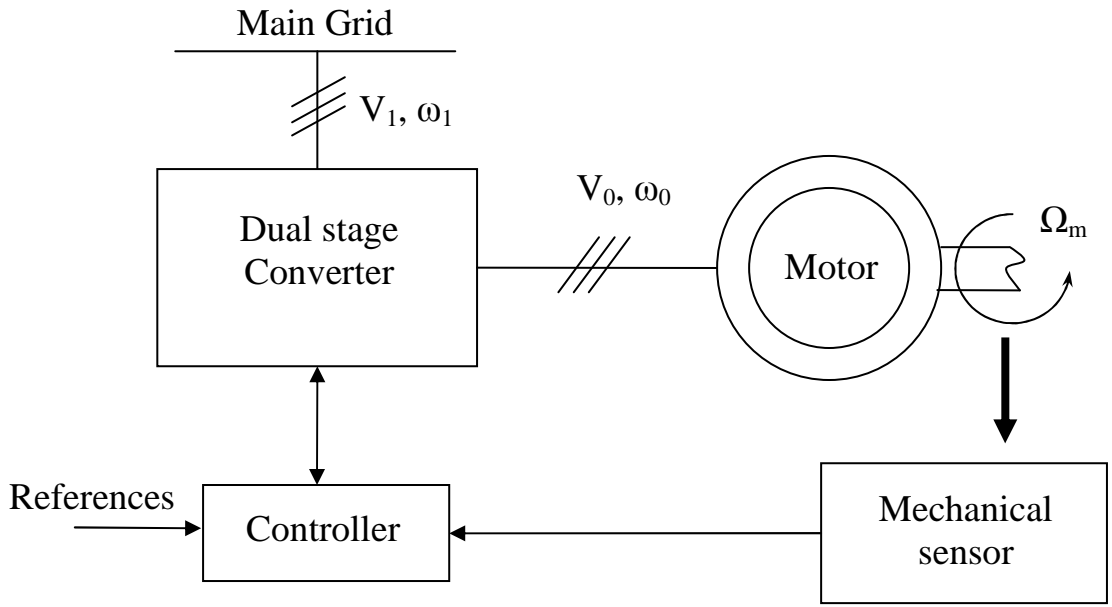 Main Grid
V₁, ω₁
Dual stage
Converter
V₀, ω₀
Motor
Ωₘ
References
Controller
Mechanical
sensor